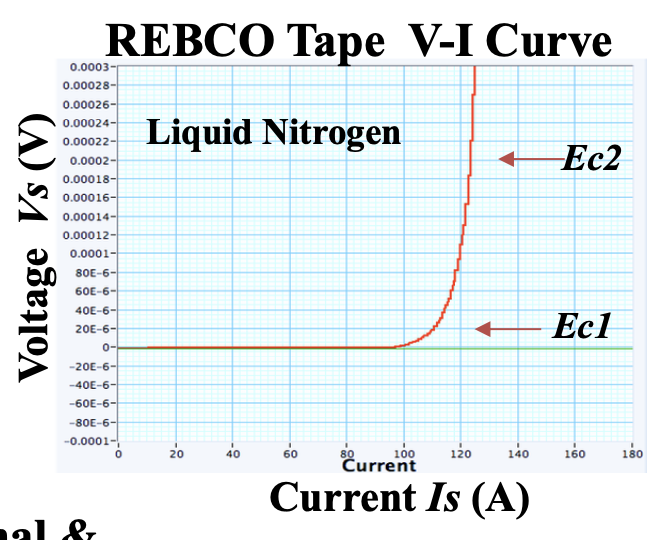 REBCO Tape V-I Curve
Voltage Vs (V)
0.0003
0.00028
0.00026
0.00024
0.00022
0.0002
0.00018
0.00016
0.00014
0.00012
0.0001
80E-6
60E-6
40E-6
20E-6
0
-20E-6
-40E-6
-60E-6
-80E-6
-0.0001
Liquid Nitrogen
Ec2
Ec1
0 20 40 60 80 100 120 140 160 180
Current
Current Is (A)
nal &